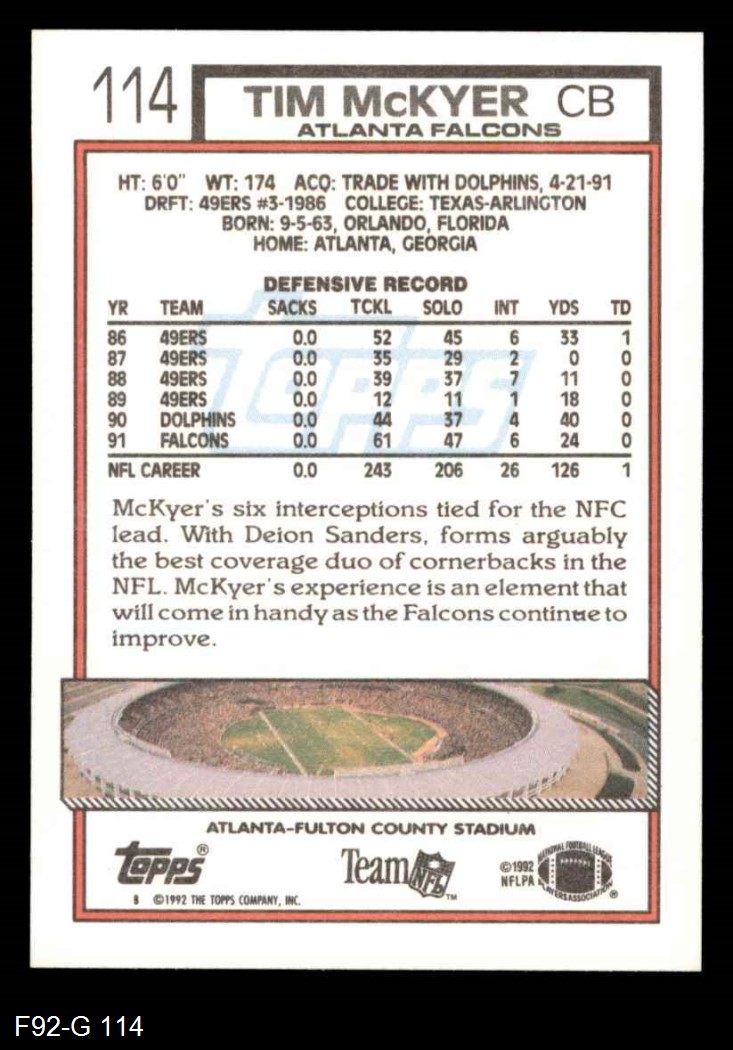 114
TIM McKYER CB
ATLANTA FALCONS
HT: 6'0" WT: 174 ACQ: TRADE WITH DOLPHINS, 4-21-91
DRFT: 49ERS #3-1986 COLLEGE: TEXAS-ARLINGTON
BORN: 9-5-63, ORLANDO, FLORIDA
HOME: ATLANTA, GEORGIA
DEFENSIVE RECORD
YR TEAM SACKS TCKL SOLO INT YDS TD
86 49ERS 0.0 52 45 6 33 1
87 49ERS 0.0 35 29 2 0 0
88 49ERS 0.0 39 37 7 11 0
89 49ERS 0.0 12 11 1 18 0
90 DOLPHINS 0.0 44 37 4 40 0
91 FALCONS 0.0 61 47 6 24 0
NFL CAREER 0.0 243 206 26 126 1
topps
McKyer's six interceptions tied for the NFC
lead. With Deion Sanders, forms arguably
the best coverage duo of cornerbacks in the
NFL. McKyer's experience is an element that
will come in handy as the Falcons continue to
improve.
ATLANTA-FULTON COUNTY STADIUM
topps®
Team NFL™
©1992
NFLPA
NATIONAL FOOTBALL LEAGUE
PLAYERS ASSOCIATION ®
B ©1992 THE TOPPS COMPANY, INC.
F92-G 114